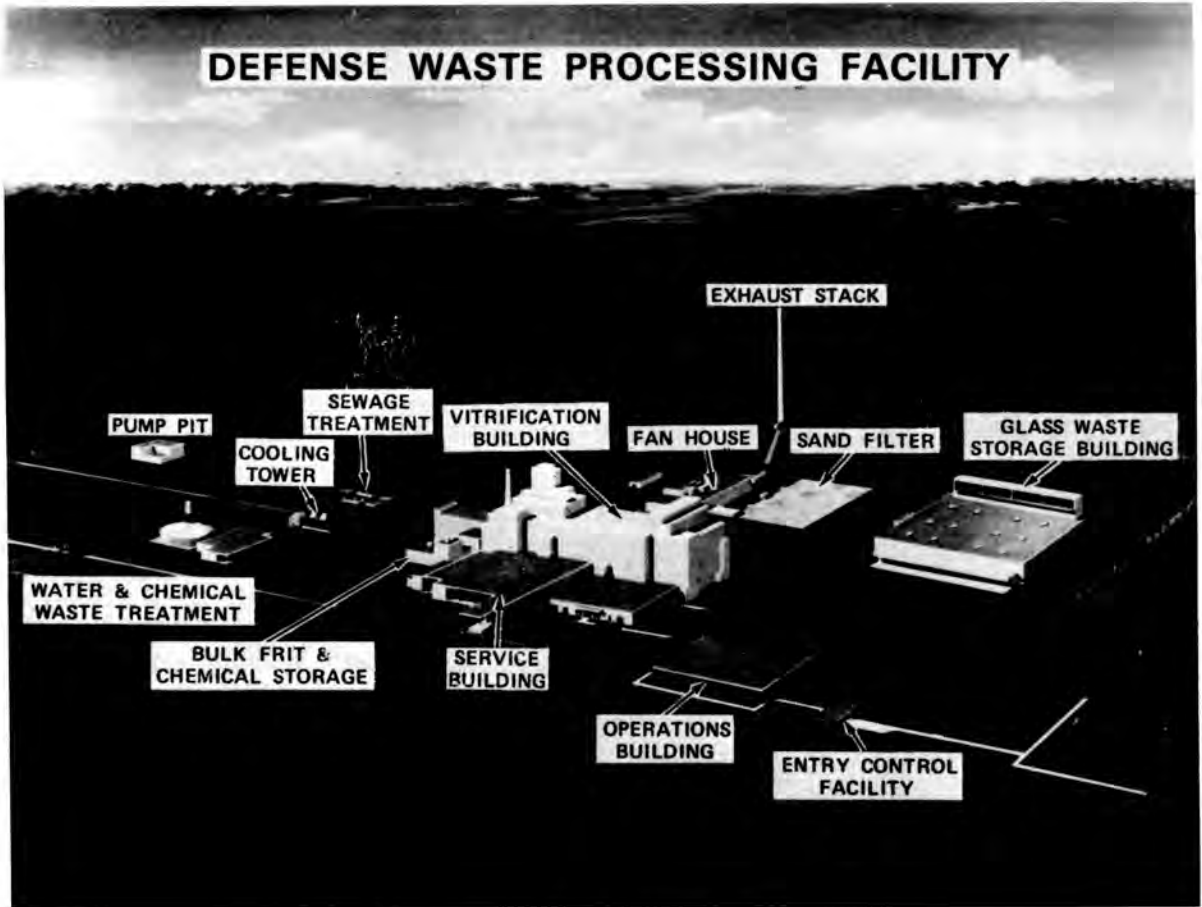 DEFENSE WASTE PROCESSING FACILITY
EXHAUST STACK
SEWAGE
TREATMENT
VITRIFICATION
BUILDING
PUMP PIT
COOLING
TOWER
FAN HOUSE
SAND FILTER
GLASS WASTE
STORAGE BUILDING
WATER & CHEMICAL
WASTE TREATMENT
BULK FRIT &
CHEMICAL STORAGE
SERVICE
BUILDING
OPERATIONS
BUILDING
ENTRY CONTROL
FACILITY